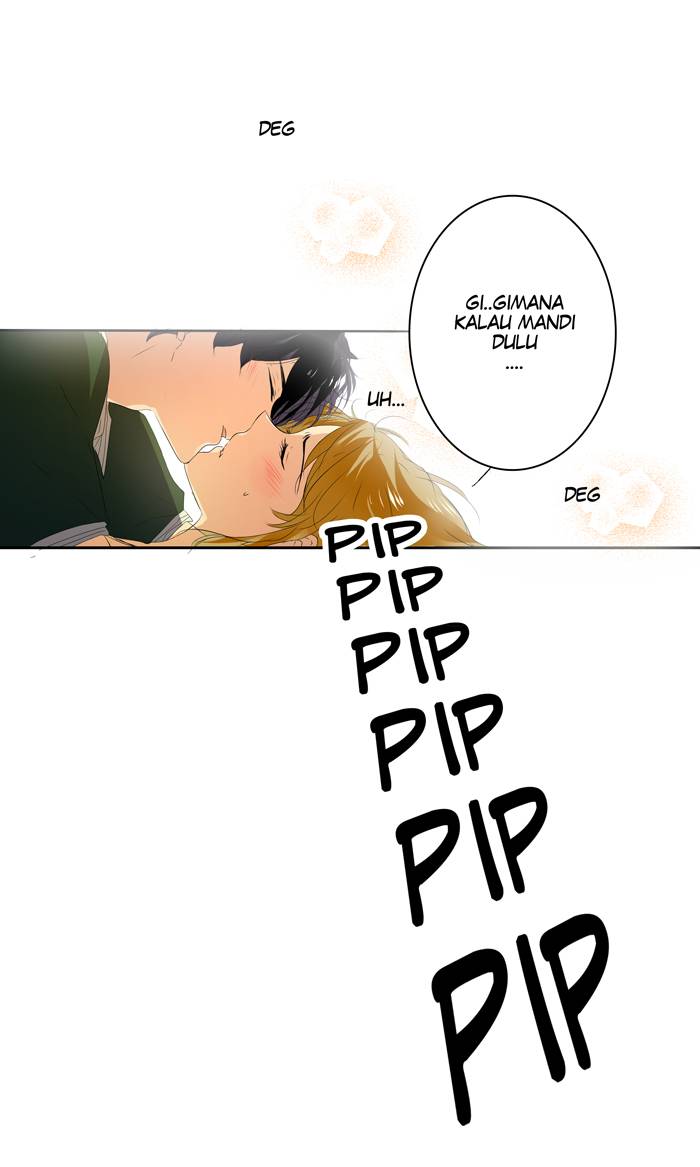 DEG
GI..GIMANA
KALAU MANDI
DULU
....
UH...
DEG
PIP
PIP
PIP
PIP
PIP
PIP